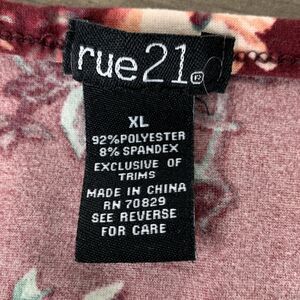 rue21®
XL
92%POLYESTER
8% SPANDEX
EXCLUSIVE OF
TRIMS
MADE IN CHINA
RN 70829
SEE REVERSE
FOR CARE